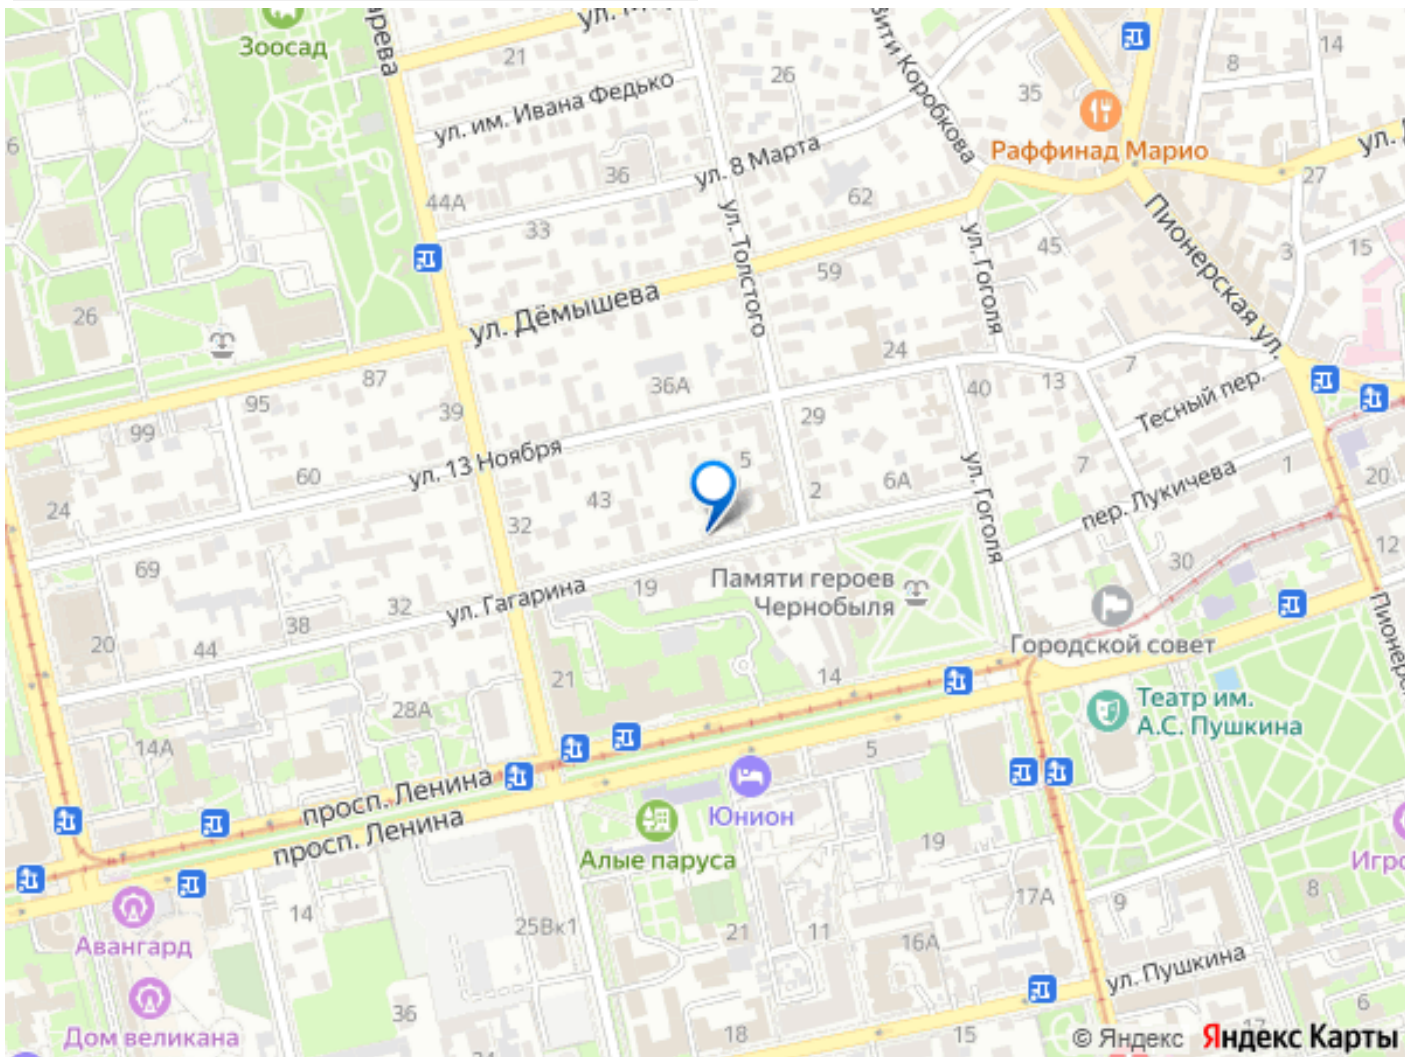 Зоосад
21
26
14
8
35
Вити Коробкова
ул. им. Ивана Федько
Раффинад Марио
ул. 8 Марта
36
27
44А
62
33
ул. Толстого
ул. Гоголя
45
Пионерская ул.
3
15
59
26
ул. Дёмышева
24
7
87
36А
40
13
Тесный пер.
95
39
29
99
ул. 13 Ноября
5
60
7
1
43
2
6А
ул. Гоголя
пер. Лукичева
20
24
32
12
69
19
Памяти героев
Чернобыля
30
ул. Гагарина
32
38
20
44
Городской совет
21
14
Театр им.
А.С. Пушкина
28А
14А
5
просп. Ленина
Юнион
просп. Ленина
Алые паруса
19
8
14
Авангард
25Вк1
21
11
16А
17А
9
ул. Пушкина
36
6
Дом великана
18
15
17
© Яндекс Яндекс Карты